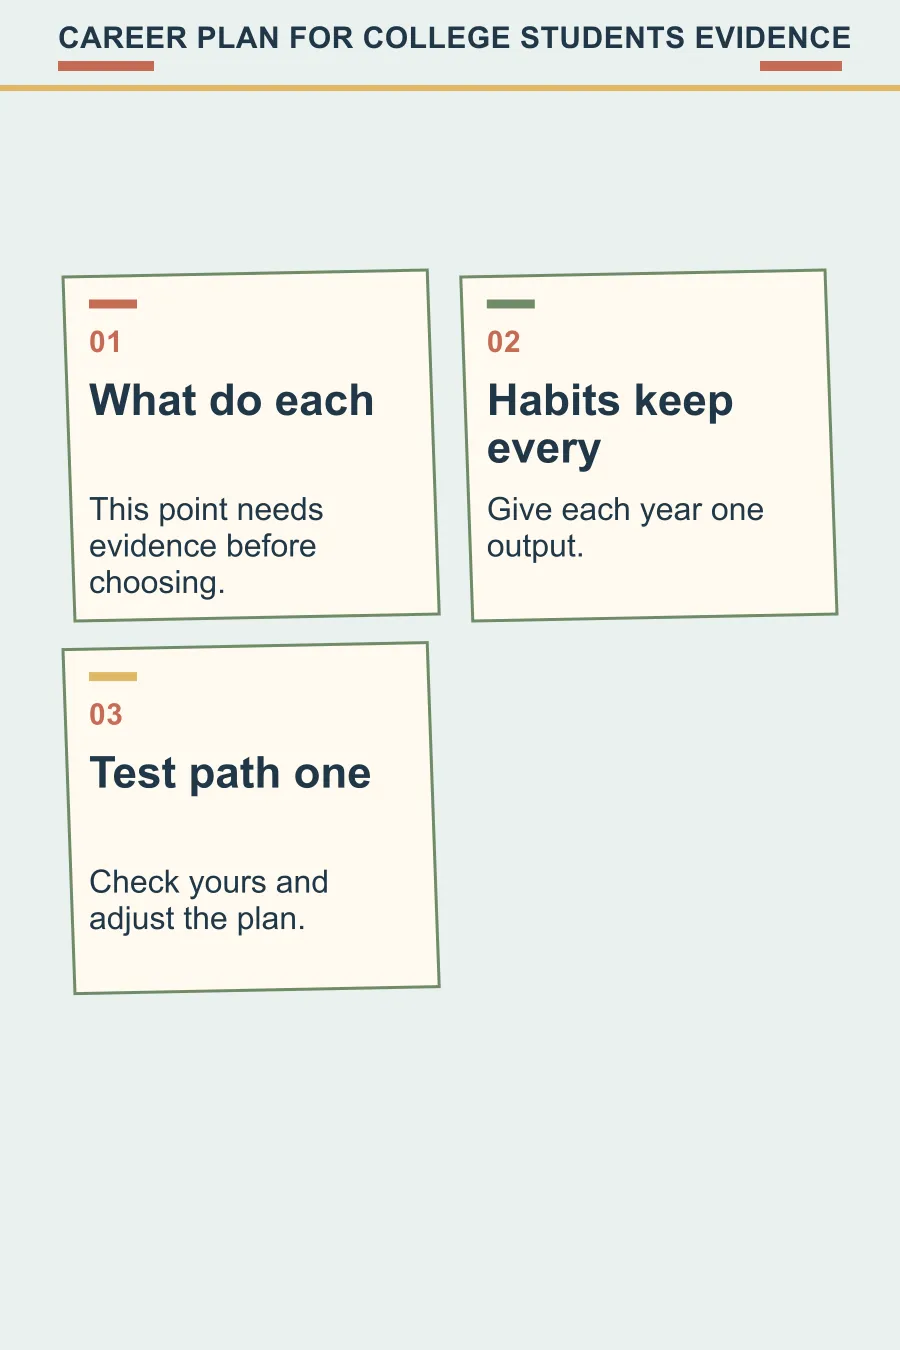 CAREER PLAN FOR COLLEGE STUDENTS EVIDENCE
01
What do each
This point needs
evidence before
choosing.
02
Habits keep
every
Give each year one
output.
03
Test path one
Check yours and
adjust the plan.